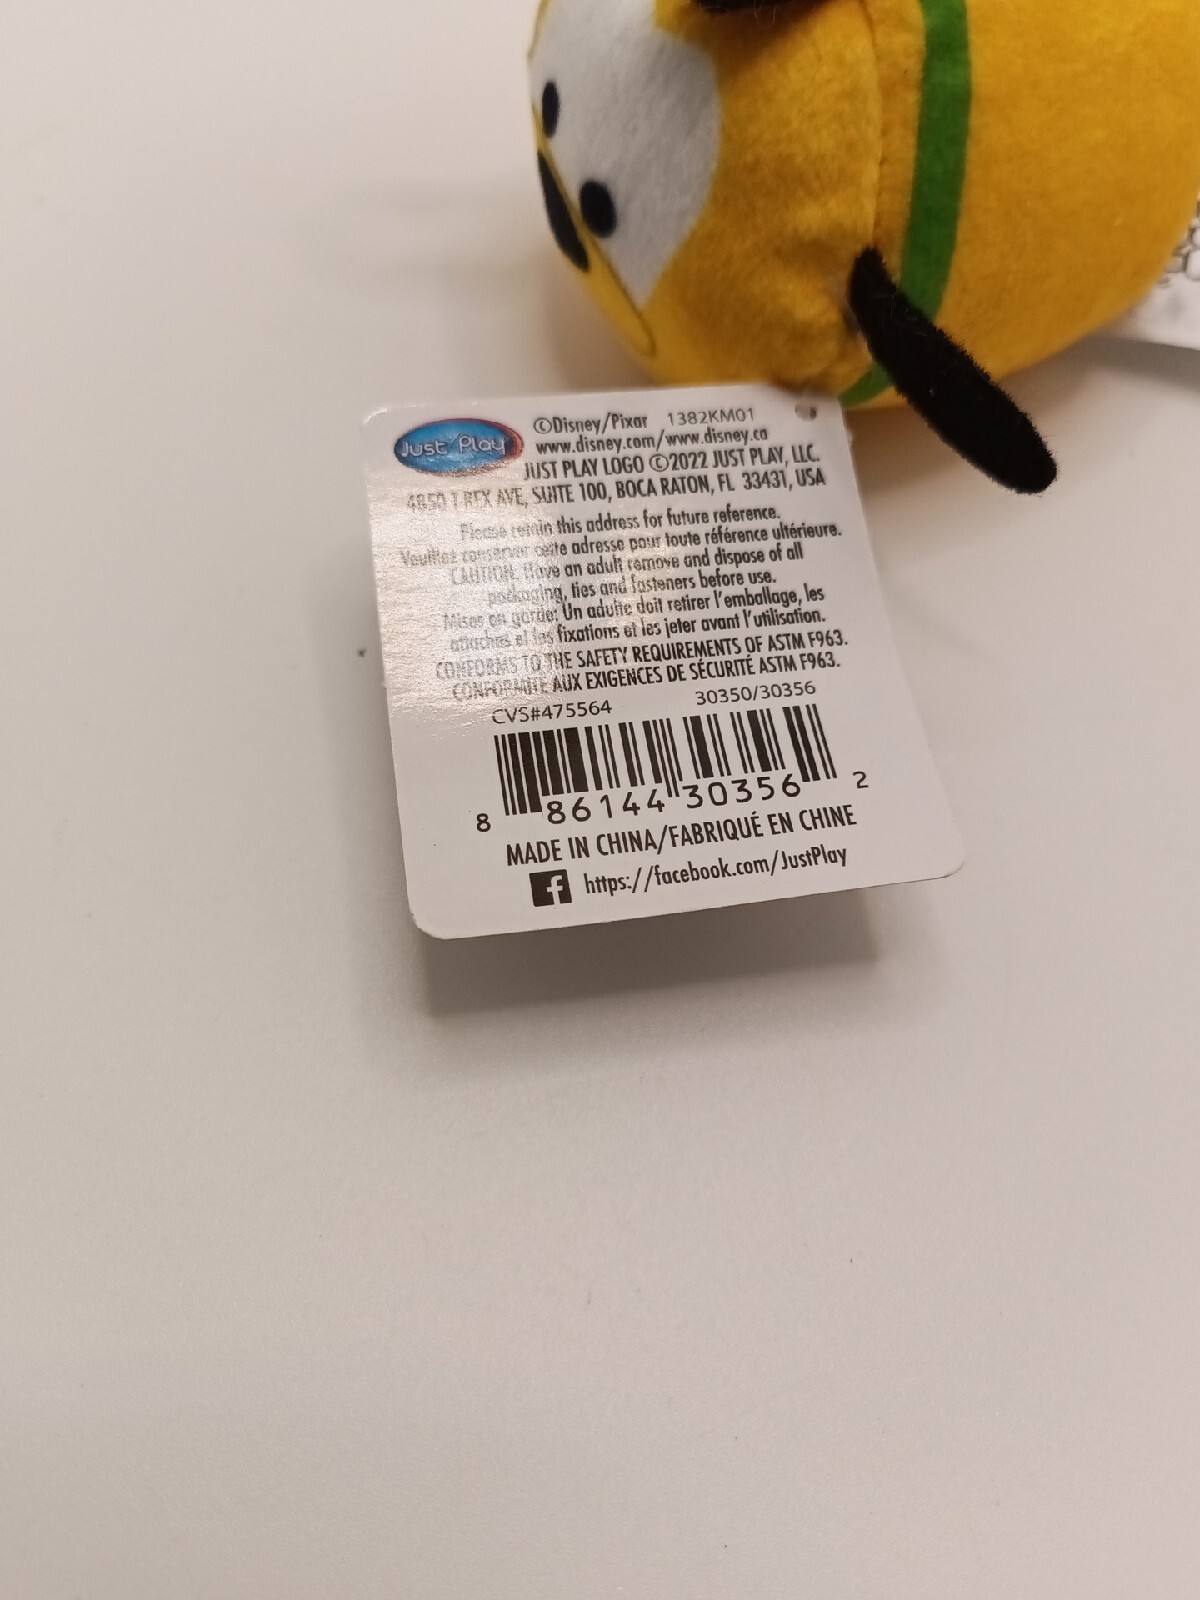 Just Play
©Disney/Pixar 1382KM01
www.disney.com/www.disney.ca
JUST PLAY LOGO ©2022 JUST PLAY, LLC.
4850 T-REX AVE, SUITE 100, BOCA RATON, FL 33431, USA
Please retain this address for future reference.
Veuillez conserver cette adresse pour toute référence ultérieure.
CAUTION: Have an adult remove and dispose of all
packaging, ties and fasteners before use.
Mises en garde: Un adulte doit retirer l'emballage, les
attaches et les fixations et les jeter avant l'utilisation.
CONFORMS TO THE SAFETY REQUIREMENTS OF ASTM F963.
CONFORMITÉ AUX EXIGENCES DE SÉCURITÉ ASTM F963.
CVS#475564 30350/30356
8 86144 30356 2
MADE IN CHINA/FABRIQUÉ EN CHINE
f https://facebook.com/JustPlay